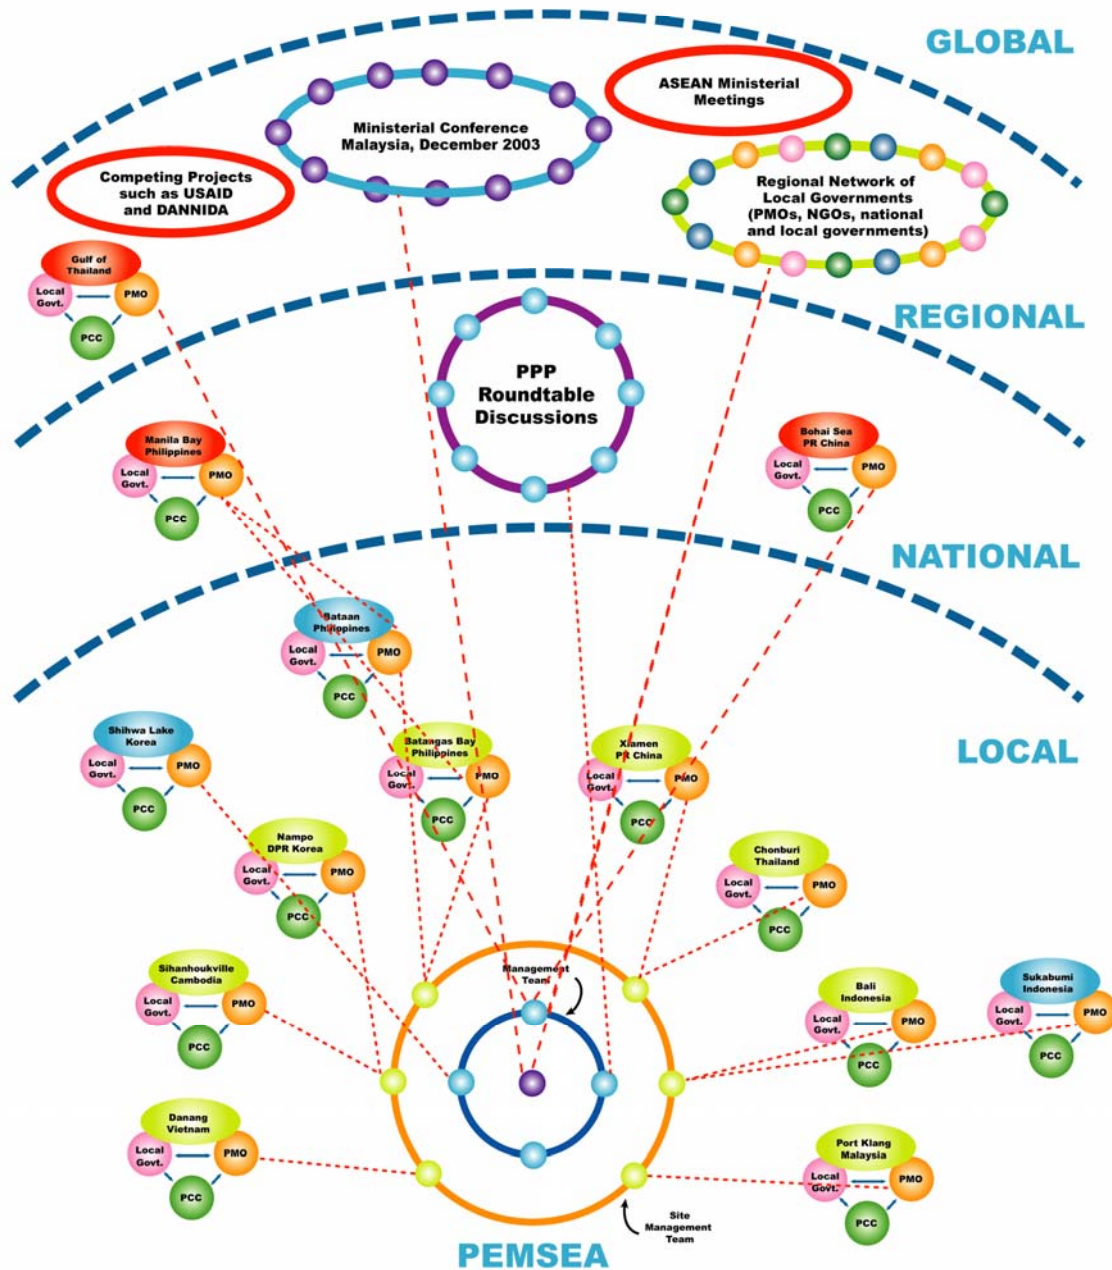 GLOBAL
ASEAN Ministerial
Meetings
Ministerial Conference
Malaysia, December 2003
Competing Projects
such as USAID
and DANNIDA
Regional Network of
Local Governments
(PMOs, NGOs, national
and local governments)
Gulf of
Thailand
Local
Govt.
PMO
PCC
REGIONAL
PPP
Roundtable
Discussions
Manila Bay
Philippines
Local
Govt.
PMO
PCC
Bohai Sea
PR China
Local
Govt.
PMO
PCC
NATIONAL
Bataan
Philippines
Local
Govt.
PMO
PCC
LOCAL
Shihwa Lake
Korea
Local
Govt.
PMO
PCC
Batangas Bay
Philippines
Local
Govt.
PMO
PCC
Xiamen
PR China
Local
Govt.
PMO
PCC
Nampo
DPR Korea
Local
Govt.
PMO
PCC
Chonburi
Thailand
Local
Govt.
PMO
PCC
Sihanhoukville
Cambodia
Local
Govt.
PMO
PCC
Management
Team
Bali
Indonesia
Local
Govt.
PMO
PCC
Sukabumi
Indonesia
Local
Govt.
PMO
PCC
Danang
Vietnam
Local
Govt.
PMO
PCC
Port Klang
Malaysia
Local
Govt.
PMO
PCC
Site
Management
Team
PEMSEA